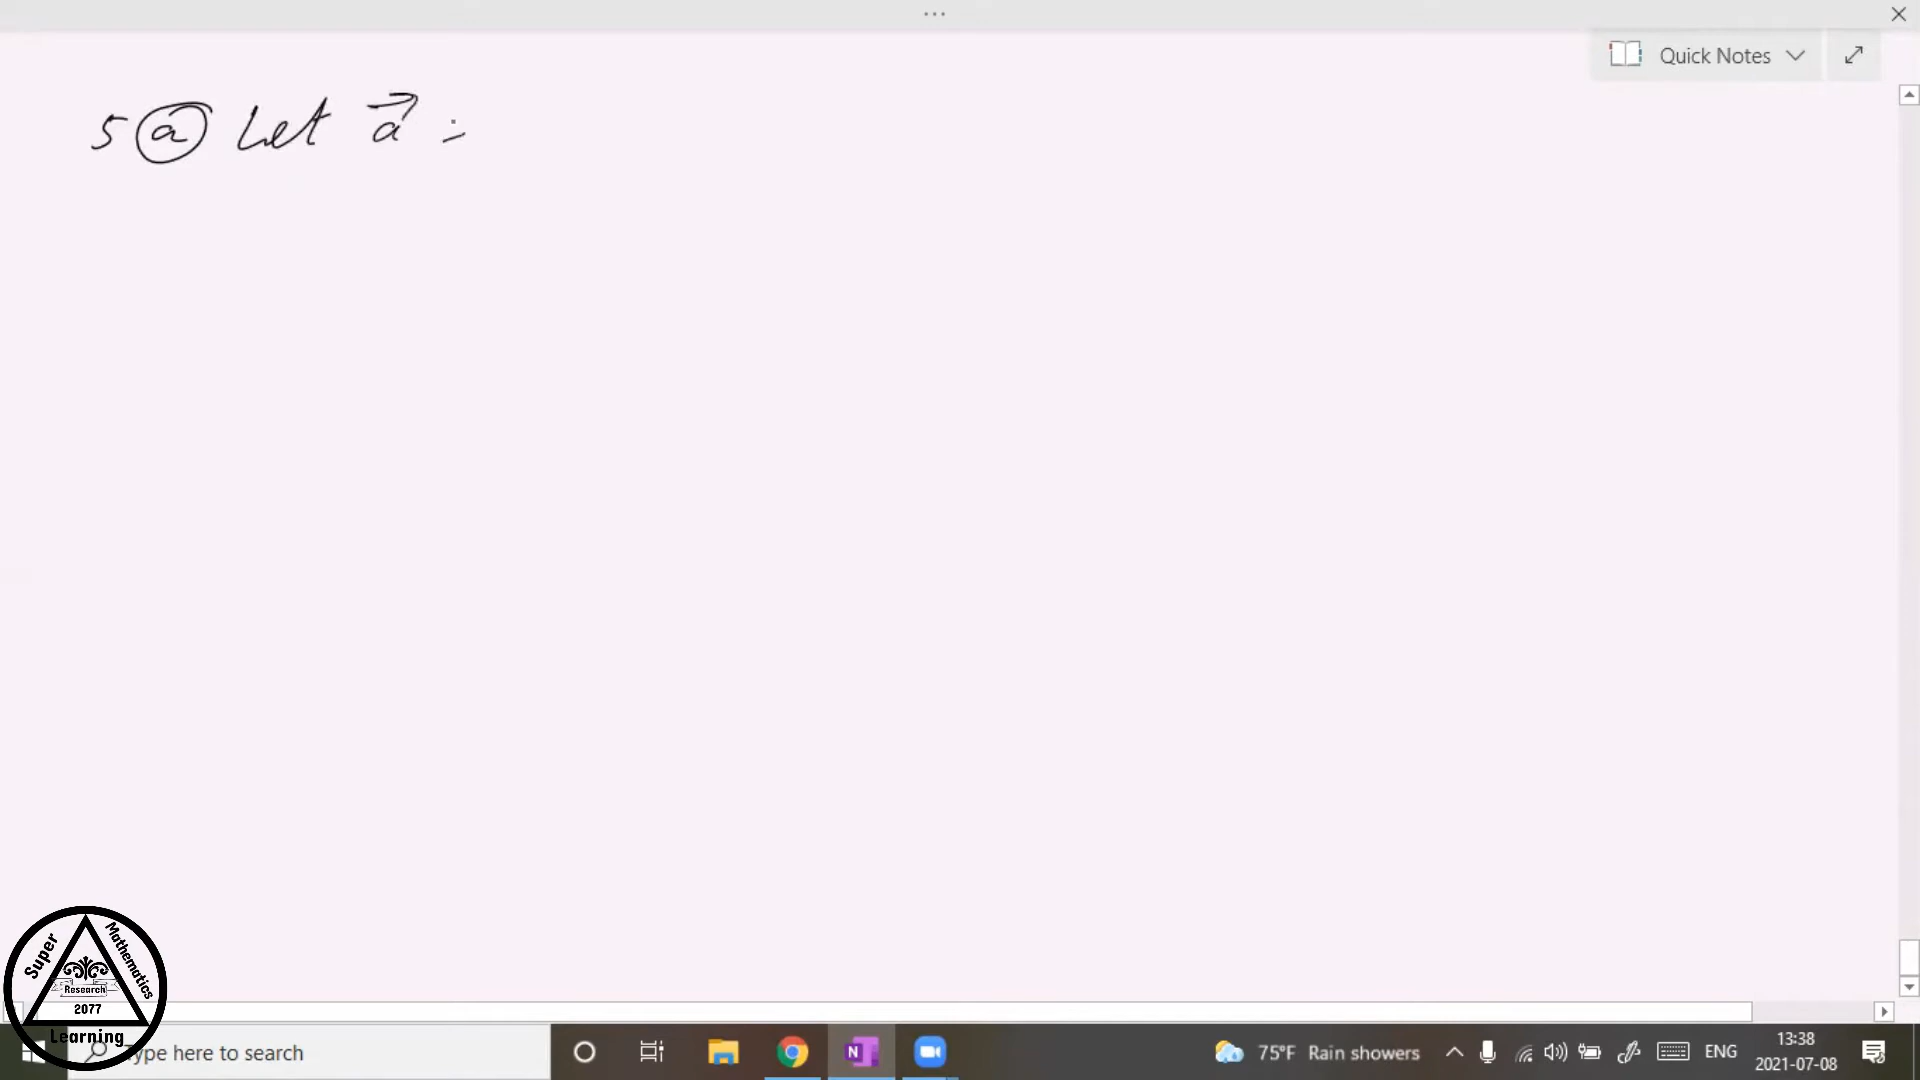 ...
Quick Notes
5 (a) Let a⃗ =
Super Mathematics
Research
2077
Learning
Type here to search
N
75°F Rain showers
ENG
13:38
2021-07-08